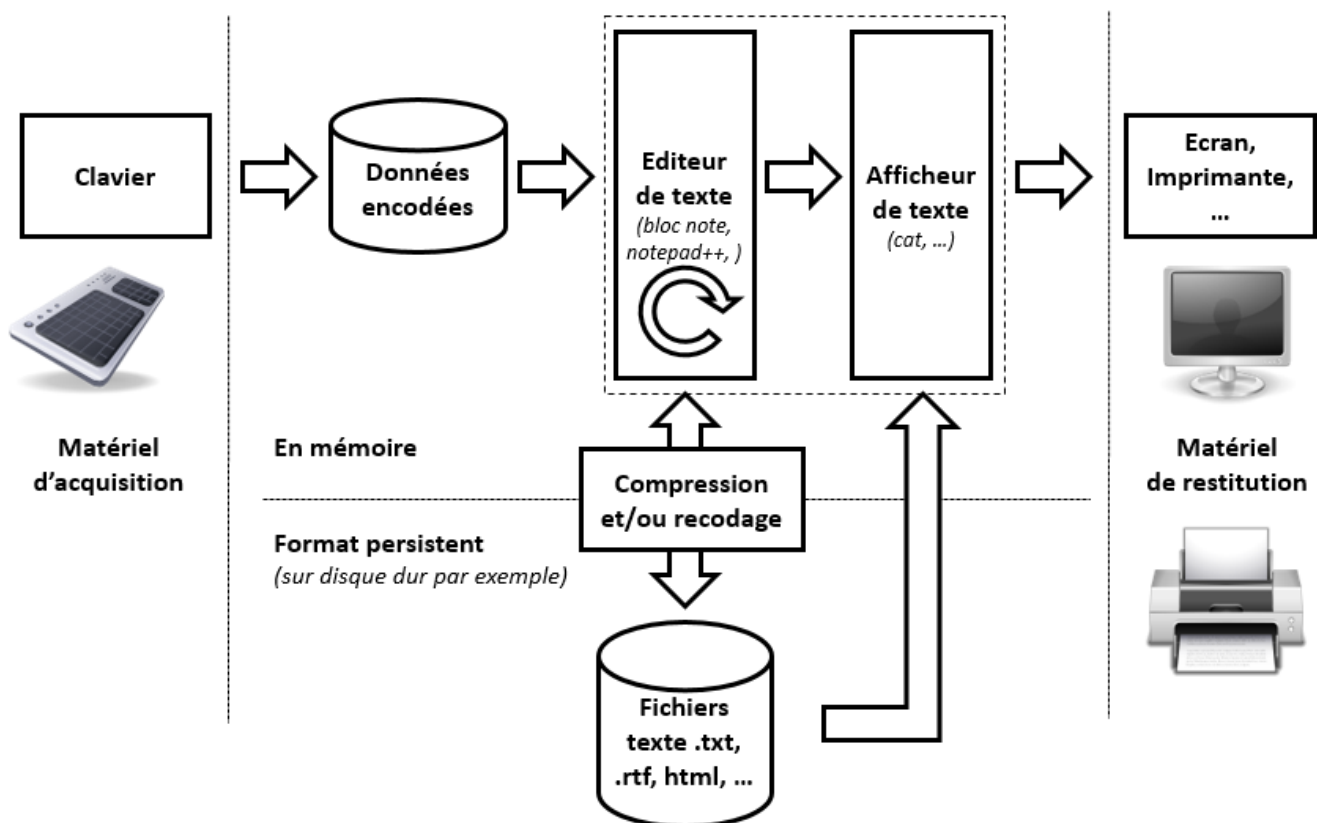 Clavier
Données
encodées
Editeur
de texte
(bloc note,
notepad++, )
Afficheur
de texte
(cat, …)
Ecran,
Imprimante,
…
Matériel
d'acquisition
En mémoire
Compression
et/ou recodage
Matériel
de restitution
Format persistent
(sur disque dur par exemple)
Fichiers
texte .txt,
.rtf, html, …